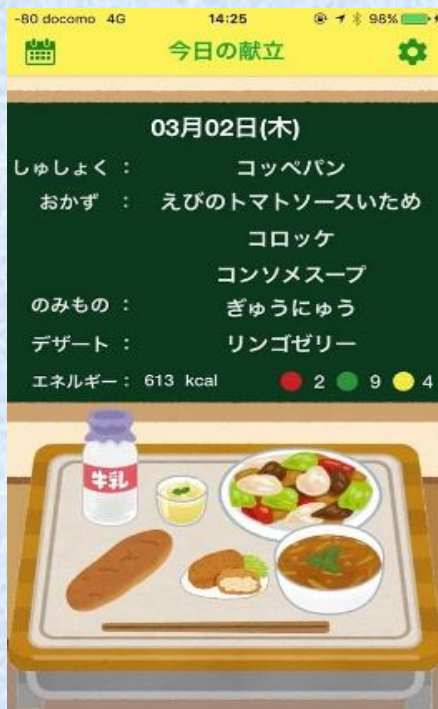 -80 docomo 4G 14:25 98%
今日の献立
03月02日(木)
しゅしょく : コッペパン
おかず : えびのトマトソースいため
コロッケ
コンソメスープ
のみもの : ぎゅうにゅう
デザート : リンゴゼリー
エネルギー : 613 kcal 2 9 4
牛乳